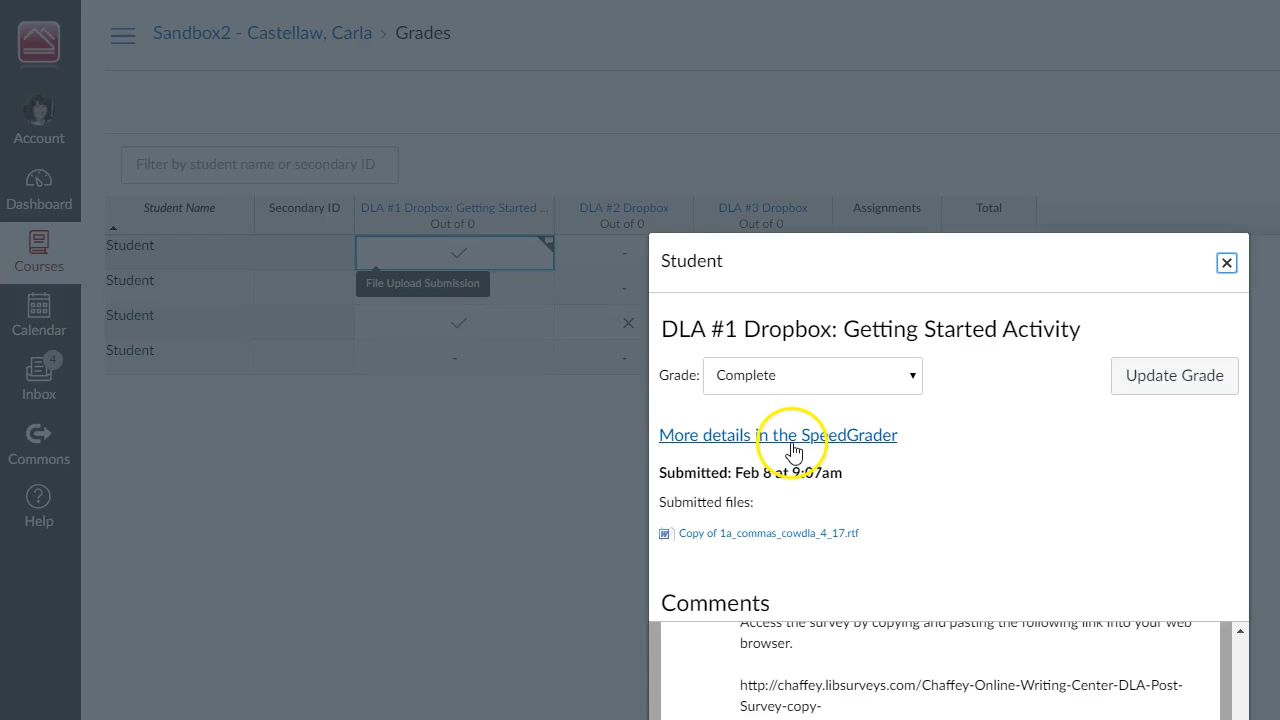 Sandbox2 - Castellaw, Carla › Grades
Account
Dashboard
Courses
Calendar
4
Inbox
Commons
Help
Filter by student name or secondary ID
Student Name
Secondary ID
DLA #1 Dropbox: Getting Started ...
Out of 0
DLA #2 Dropbox
Out of 0
DLA #3 Dropbox
Out of 0
Assignments
Total
Student
-
File Upload Submission
Student
-
Student
Student
-
-
Student
DLA #1 Dropbox: Getting Started Activity
Grade: Complete
Update Grade
More details in the SpeedGrader
Submitted: Feb 8 at 9:07am
Submitted files:
Copy of 1a_commas_cowdla_4_17.rtf
Comments
Access the survey by copying and pasting the following link into your web
browser.
http://chaffey.libsurveys.com/Chaffey-Online-Writing-Center-DLA-Post-
Survey-copy-